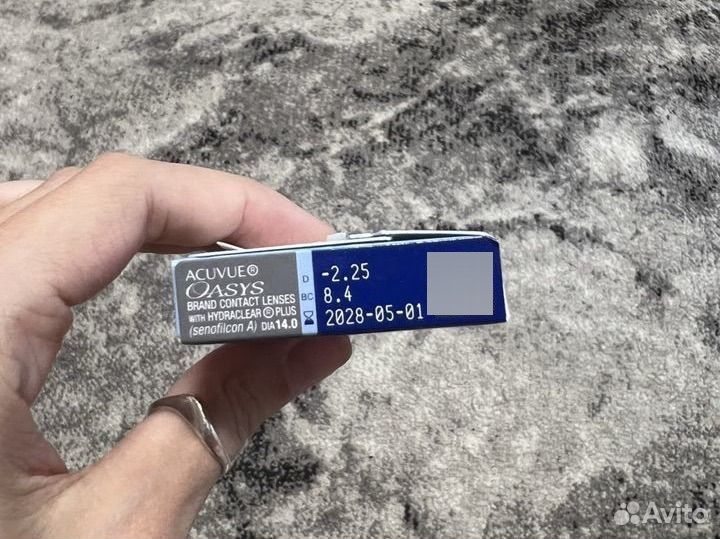 ACUVUE®
OASYS
BRAND CONTACT LENSES
WITH HYDRACLEAR® PLUS
(senofilcon A) DIA14.0
D -2.25
BC 8.4
2028-05-01
Avito